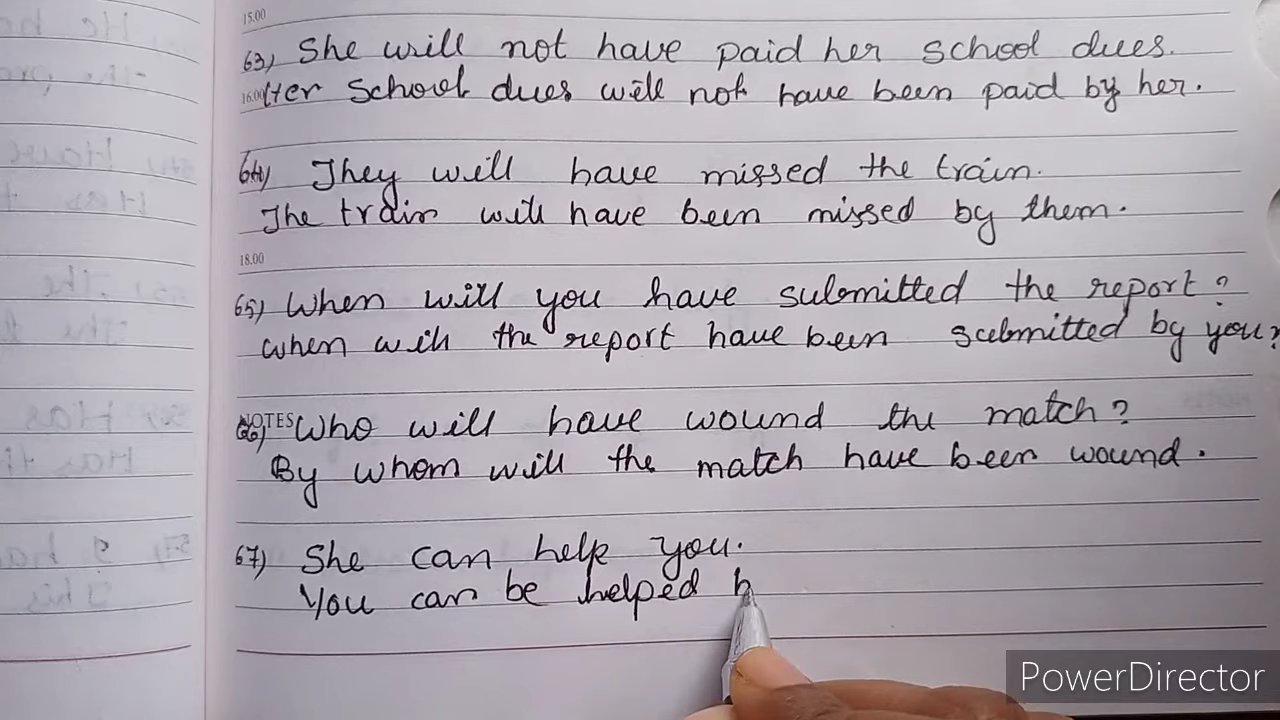 15.00
63) She will not have paid her school dues.
16.00 Her school dues will not have been paid by her.
64) They will have missed the train.
The train will have been missed by them.
18.00
65) When will you have submitted the report?
when will the report have been submitted by you?
NOTES
66) Who will have wound the match?
By whom will the match have been wound.
67) She can help you.
You can be helped b
PowerDirector